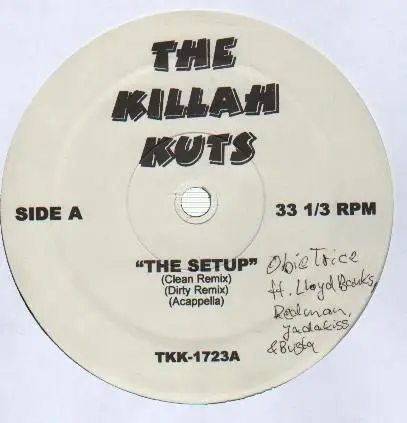 THE
KILLAH
KUTS
SIDE A
33 1/3 RPM
"THE SETUP"
(Clean Remix)
(Dirty Remix)
(Acappella)
Obie Trice
ft. Lloyd Banks,
Redman,
Jadakiss,
& Busta
TKK-1723A